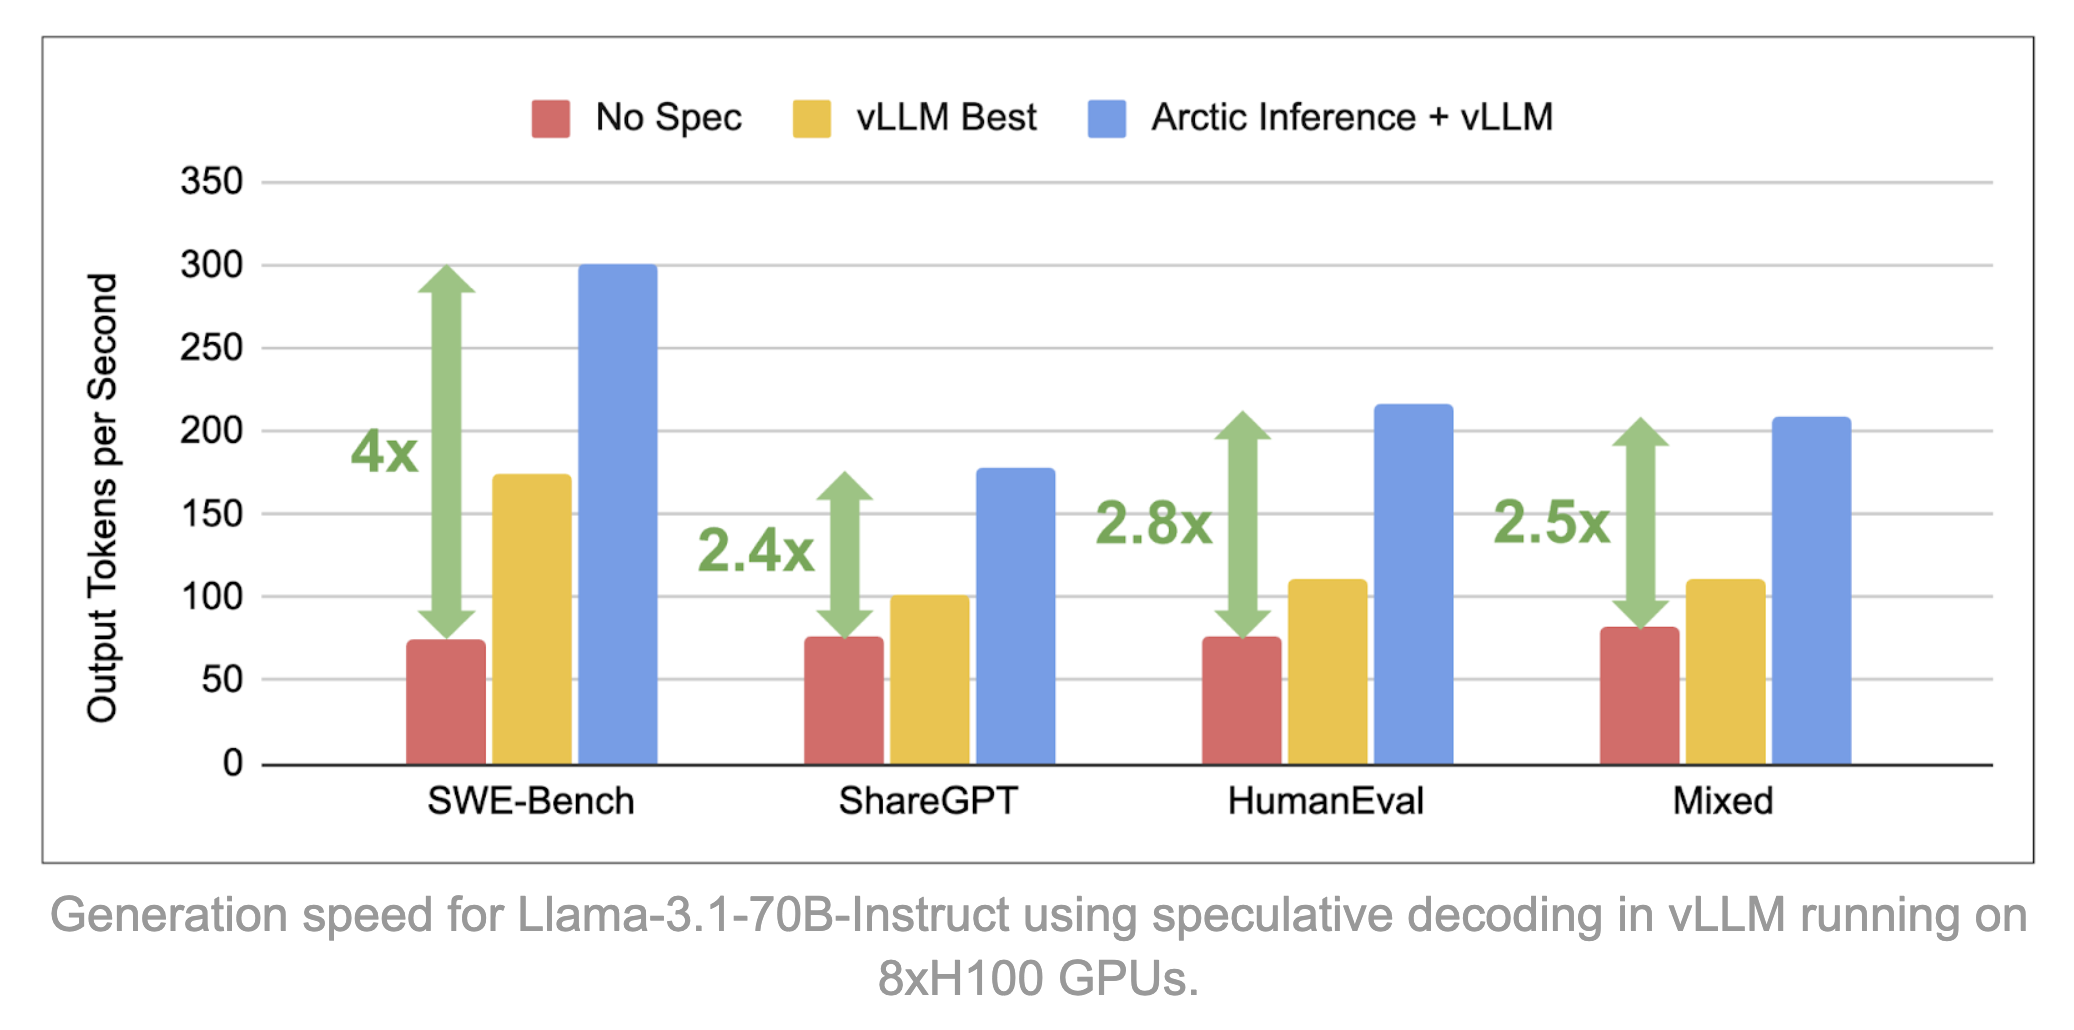 No Spec vLLM Best Arctic Inference + vLLM
Output Tokens per Second
350
300
250
200
150
100
50
0
4x
2.4x
2.8x
2.5x
SWE-Bench ShareGPT HumanEval Mixed
Generation speed for Llama-3.1-70B-Instruct using speculative decoding in vLLM running on
8xH100 GPUs.